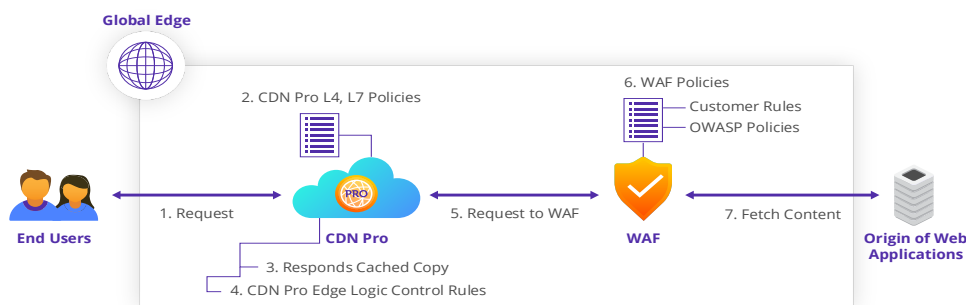 Global Edge
2. CDN Pro L4, L7 Policies
6. WAF Policies
Customer Rules
OWASP Policies
PRO
1. Request
5. Request to WAF
7. Fetch Content
End Users
CDN Pro
WAF
Origin of Web
Applications
3. Responds Cached Copy
4. CDN Pro Edge Logic Control Rules